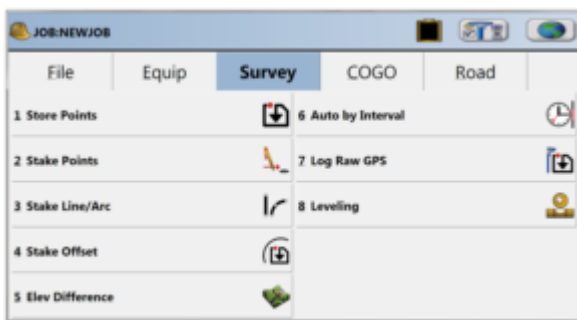 JOB:NEWJOB
File Equip Survey COGO Road
1 Store Points
2 Stake Points
3 Stake Line/Arc
4 Stake Offset
5 Elev Difference
6 Auto by Interval
7 Log Raw GPS
8 Leveling